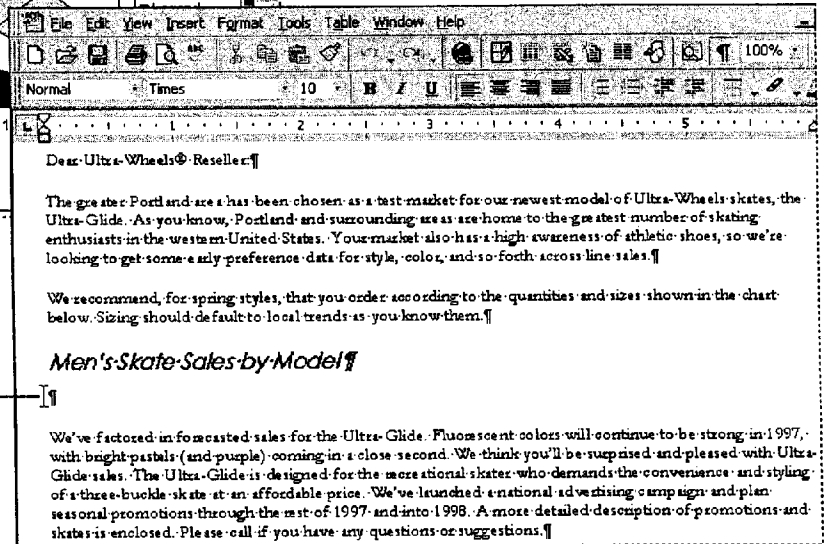 File Edit View Insert Format Tools Table Window Help
100%
Normal Times 10 B I U
1 2 3 4 5
Dear Ultra-Wheels® Reseller:¶
The greater Portland area has been chosen as a test market for our newest model of Ultra-Wheels skates, the
Ultra-Glide. As you know, Portland and surrounding areas are home to the greatest number of skating
enthusiasts in the western United States. Your market also has a high awareness of athletic shoes, so we're
looking to get some early preference data for style, color, and so forth across line sales.¶
We recommend, for spring styles, that you order according to the quantities and sizes shown in the chart
below. Sizing should default to local trends as you know them.¶
Men's Skate Sales by Model¶
¶
We've factored in forecasted sales for the Ultra-Glide. Fluorescent colors will continue to be strong in 1997,
with bright pastels (and purple) coming in a close second. We think you'll be surprised and pleased with Ultra-
Glide sales. The Ultra-Glide is designed for the recreational skater who demands the convenience and styling
of a three-buckle skate at an affordable price. We've launched a national advertising campaign and plan
seasonal promotions through the rest of 1997 and into 1998. A more detailed description of promotions and
skates is enclosed. Please call if you have any questions or suggestions.¶